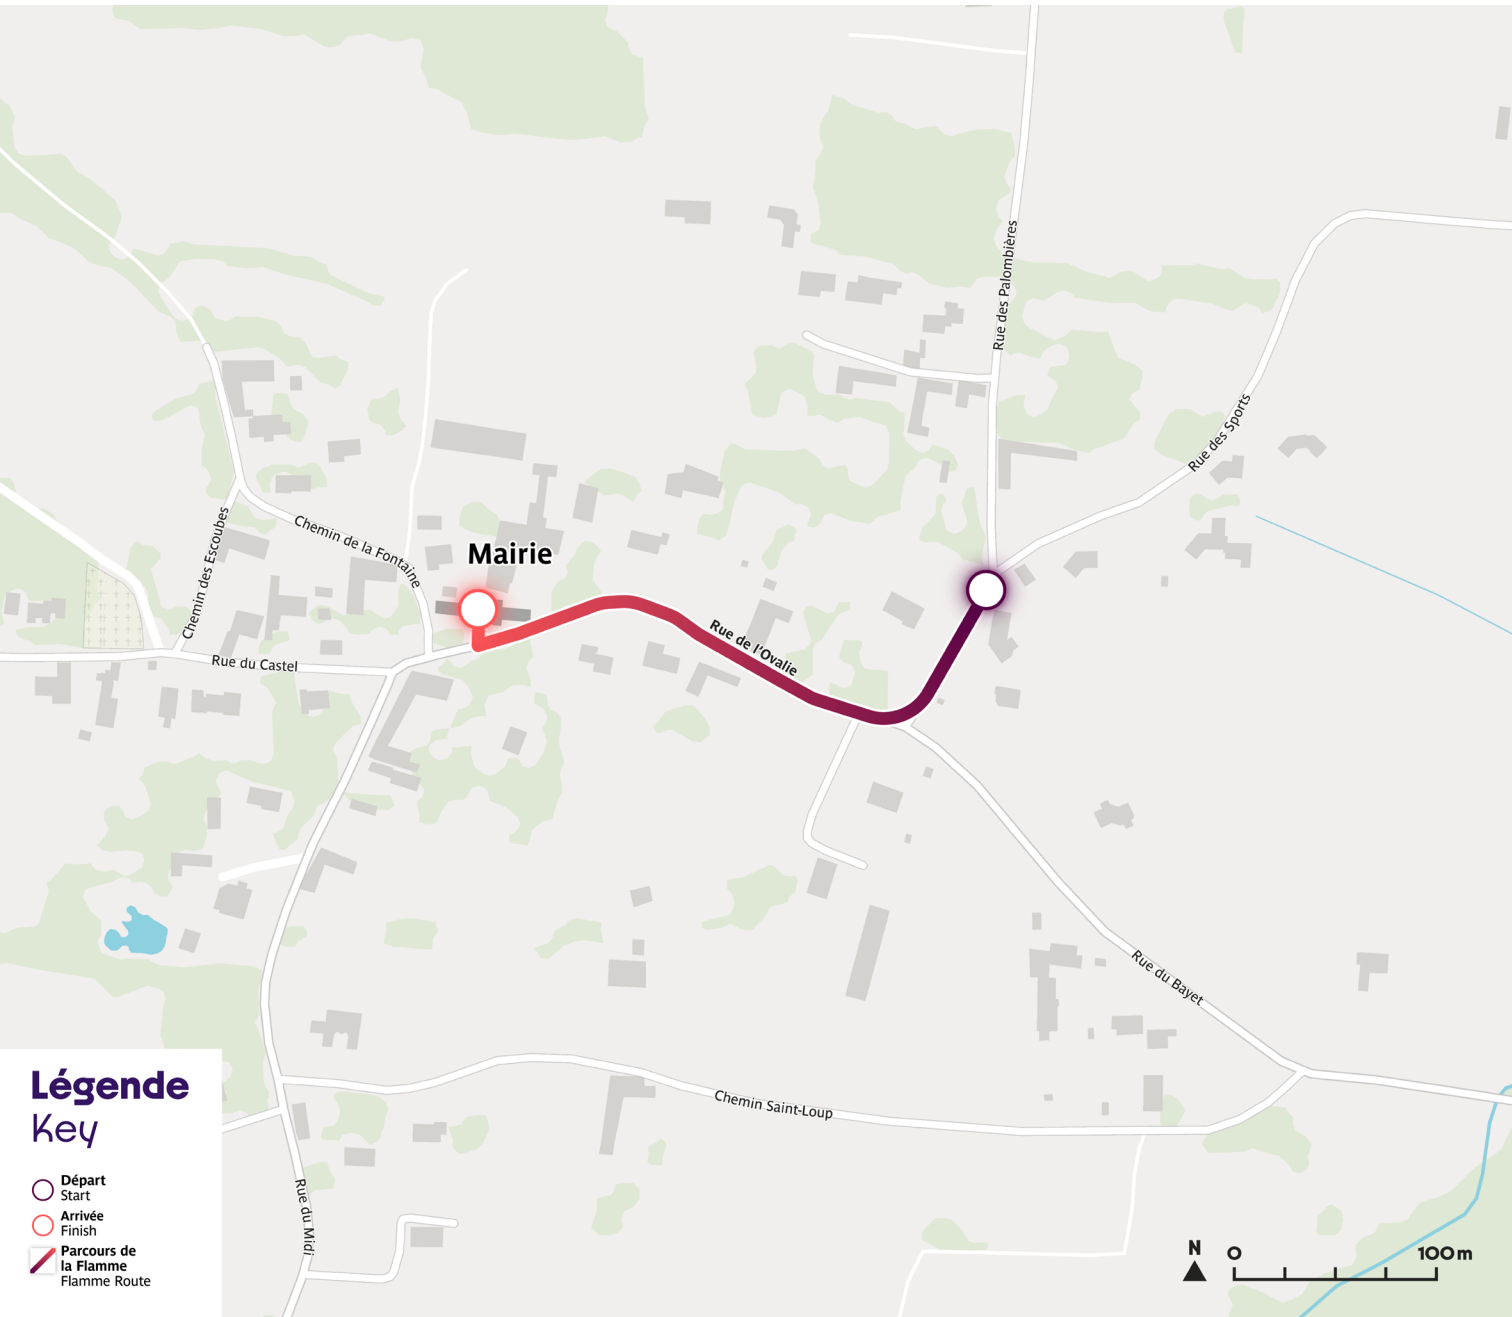 Rue des Palombières
Rue des Sports
Chemin des Escoubes
Chemin de la Fontaine
Mairie
Rue de l'Ovalie
Rue du Castel
Rue du Bayet
Chemin Saint-Loup
Rue du Midi
Légende
Key
Départ
Start
Arrivée
Finish
Parcours de
la Flamme
Flamme Route
N 0 100m